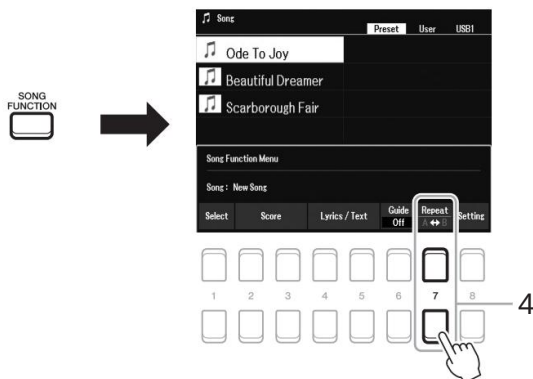 SONG
FUNCTION
Song
Preset User USB1
Ode To Joy
Beautiful Dreamer
Scarborough Fair
Song Function Menu
Song : New Song
Select Score Lyrics / Text Guide Off Repeat A ↔ B Setting
1 2 3 4 5 6 7 8
4